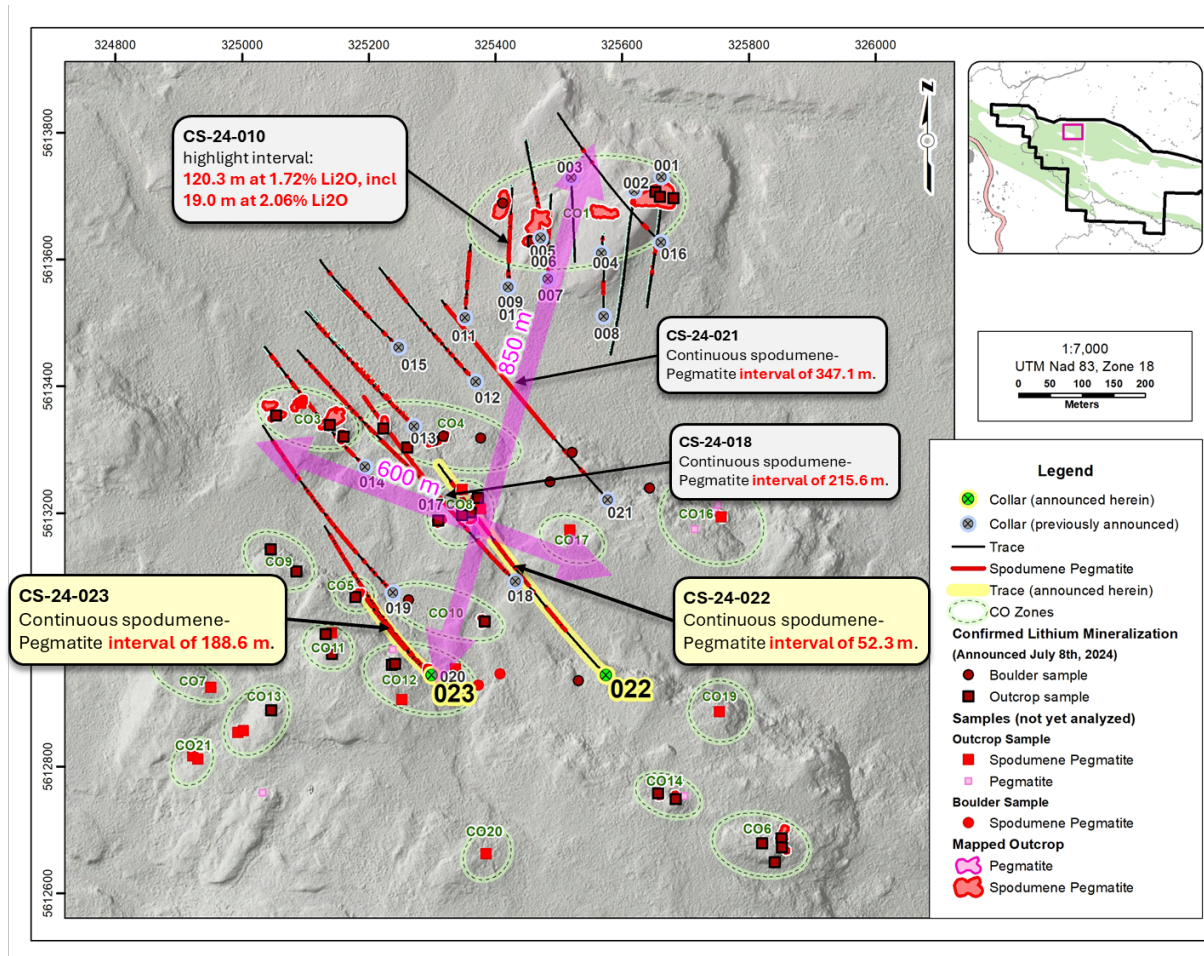 324800
325000
325200
325400
325600
325800
326000
5613800
5613600
5613400
5613200
5612800
5612600
CS-24-010
highlight interval:
120.3 m at 1.72% Li2O, incl
19.0 m at 2.06% Li2O
N
003
001
002
CO1
005
006
004
016
007
009
008
011
015
012
850 m
CS-24-021
Continuous spodumene-
Pegmatite interval of 347.1 m.
CO3
CO4
013
014
600 m
CS-24-018
Continuous spodumene-
Pegmatite interval of 215.6 m.
017
CO8
021
CO16
CO17
CO9
CO5
019
018
CO10
CS-24-023
Continuous spodumene-
Pegmatite interval of 188.6 m.
CS-24-022
Continuous spodumene-
Pegmatite interval of 52.3 m.
CO11
CO12
020
023
022
CO7
CO13
CO19
CO21
CO14
CO6
CO20
1:7,000
UTM Nad 83, Zone 18
0 50 100 150 200
Meters
Legend
Collar (announced herein)
Collar (previously announced)
Trace
Spodumene Pegmatite
Trace (announced herein)
CO Zones
Confirmed Lithium Mineralization
(Announced July 8th, 2024)
Boulder sample
Outcrop sample
Samples (not yet analyzed)
Outcrop Sample
Spodumene Pegmatite
Pegmatite
Boulder Sample
Spodumene Pegmatite
Mapped Outcrop
Pegmatite
Spodumene Pegmatite